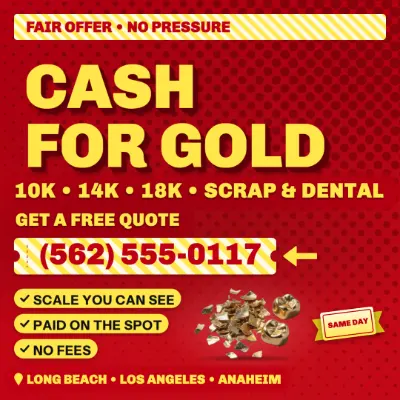 FAIR OFFER • NO PRESSURE
CASH
FOR GOLD
10K • 14K • 18K • SCRAP & DENTAL
GET A FREE QUOTE
(562) 555-0117
SCALE YOU CAN SEE
PAID ON THE SPOT
NO FEES
SAME DAY
LONG BEACH • LOS ANGELES • ANAHEIM